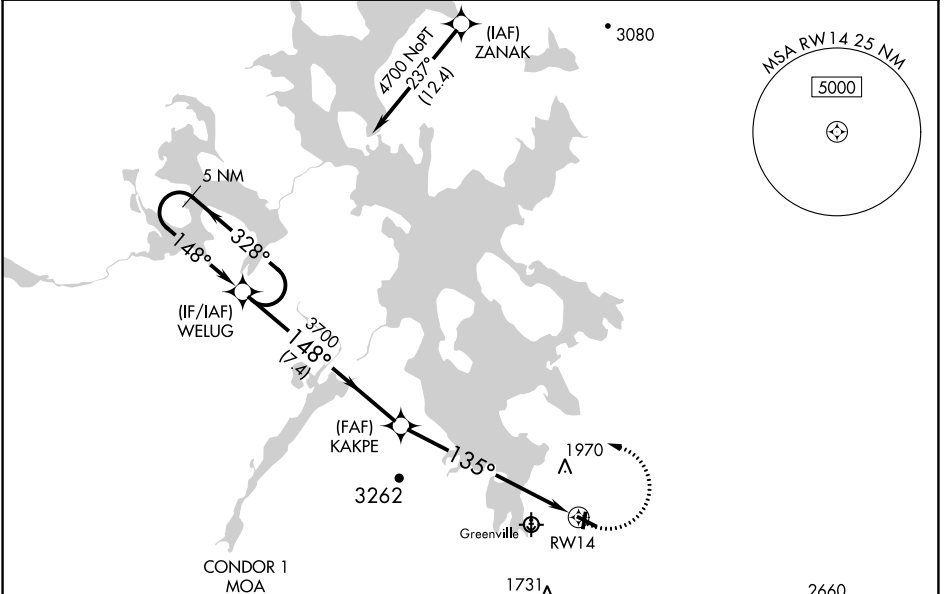 (IAF)
ZANAK
3080
4700 NoPT
237°
(12.4)
MSA RW14 25 NM
5000
5 NM
328°
148°
(IF/IAF)
WELUG
3700
148°
(7.4)
(FAF)
KAKPE
135°
1970
3262
Greenville
RW14
CONDOR 1
MOA
1731
2660